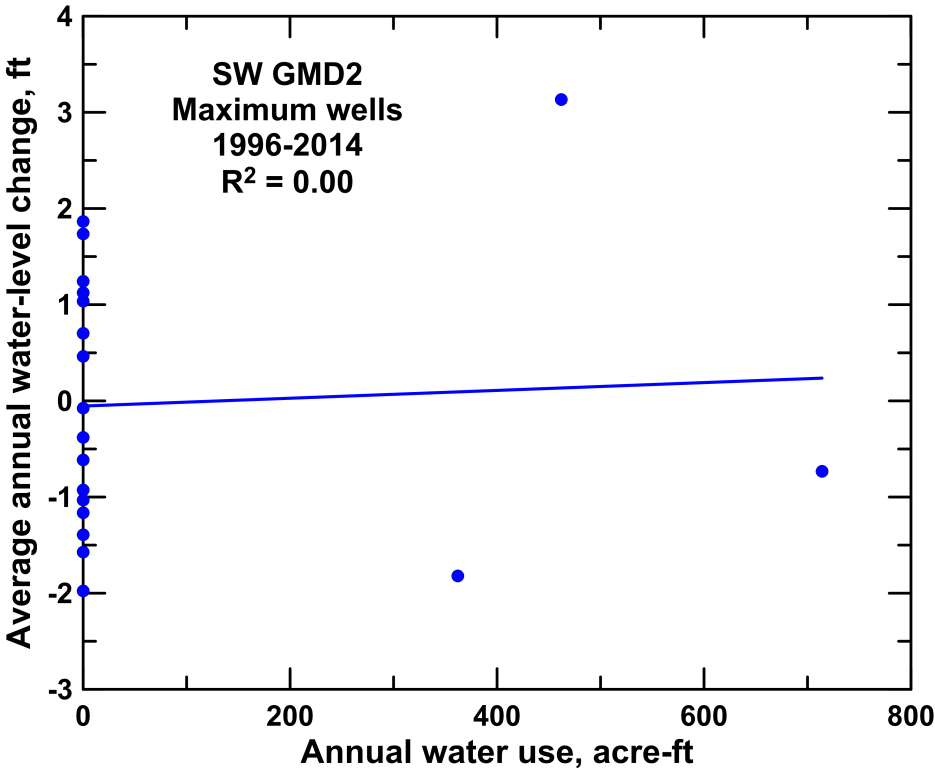 SW GMD2
Maximum wells
1996-2014
R² = 0.00
Average annual water-level change, ft
4
3
2
1
0
-1
-2
-3
0 200 400 600 800
Annual water use, acre-ft